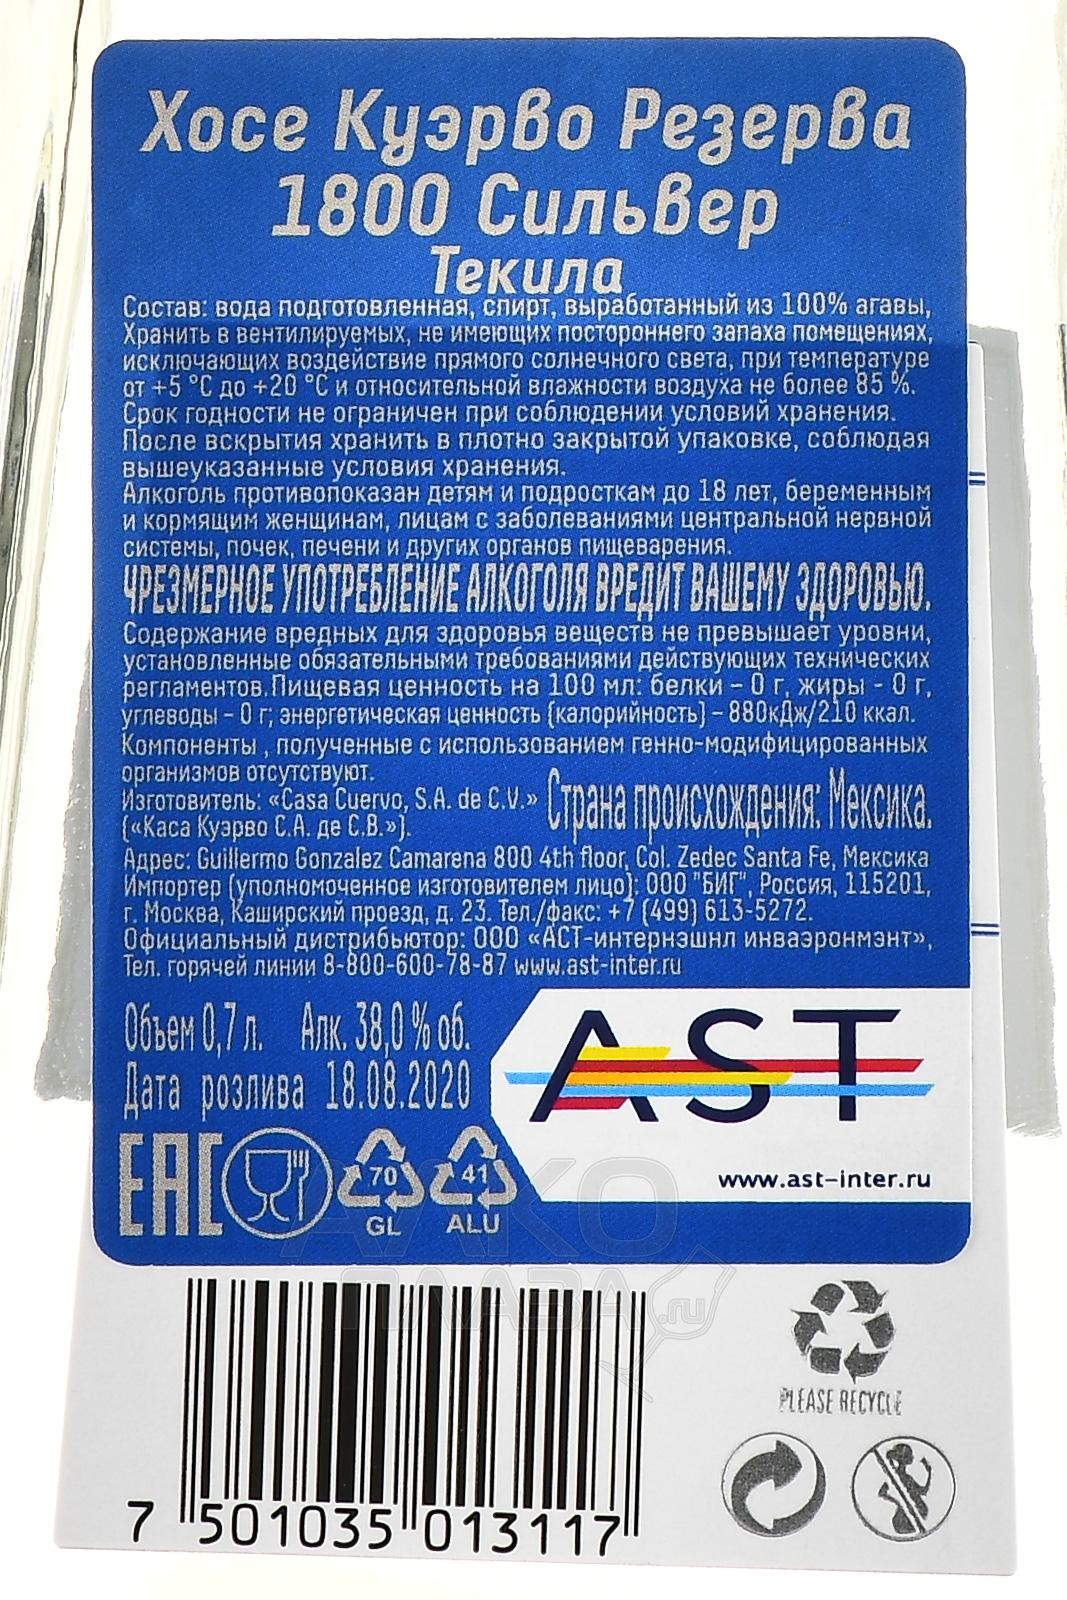 Хосе Куэрво Резерва
1800 Сильвер
Текила
Состав: вода подготовленная, спирт, выработанный из 100% агавы,
Хранить в вентилируемых, не имеющих постороннего запаха помещениях,
исключающих воздействие прямого солнечного света, при температуре
от +5 °C до +20 °C и относительной влажности воздуха не более 85 %.
Срок годности не ограничен при соблюдении условий хранения.
После вскрытия хранить в плотно закрытой упаковке, соблюдая
вышеуказанные условия хранения.
Алкоголь противопоказан детям и подросткам до 18 лет, беременным
и кормящим женщинам, лицам с заболеваниями центральной нервной
системы, почек, печени и других органов пищеварения.
ЧРЕЗМЕРНОЕ УПОТРЕБЛЕНИЕ АЛКОГОЛЯ ВРЕДИТ ВАШЕМУ ЗДОРОВЬЮ.
Содержание вредных для здоровья веществ не превышает уровни,
установленные обязательными требованиями действующих технических
регламентов.Пищевая ценность на 100 мл: белки – 0 г, жиры - 0 г,
углеводы – 0 г; энергетическая ценность (калорийность) – 880кДж/210 ккал.
Компоненты , полученные с использованием генно-модифицированных
организмов отсутствуют.
Изготовитель: «Casa Cuervo, S.A. de C.V.»
(«Каса Куэрво С.А. де С.В.»).
Страна происхождения: Мексика.
Адрес: Guillermo Gonzalez Camarena 800 4th floor, Col. Zedec Santa Fe, Мексика
Импортер (уполномоченное изготовителем лицо): ООО "БИГ", Россия, 115201,
г. Москва, Каширский проезд, д. 23. Тел./факс: +7 (499) 613-5272.
Официальный дистрибьютор: ООО «АСТ-интернэшнл инваэронмэнт»,
Тел. горячей линии 8-800-600-78-87 www.ast-inter.ru
Объем 0,7 л. Алк. 38,0 % об.
Дата розлива 18.08.2020
AST
www.ast-inter.ru
EAC
70
GL
41
ALU
АЛКО
ПЛАЗА.ru
PLEASE RECYCLE
7 501035 013117